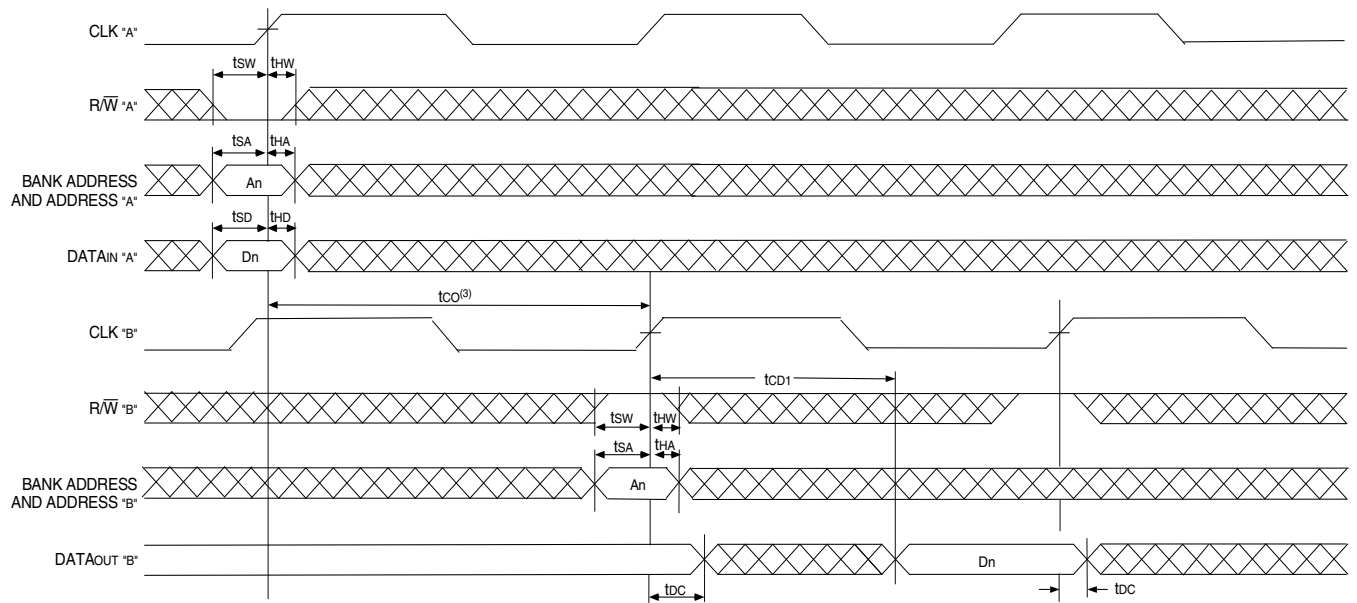 CLK "A"
tSW tHW
R/W̅ "A"
tSA tHA
BANK ADDRESS
AND ADDRESS "A"
An
tSD tHD
DATAIN "A"
Dn
tCO(3)
CLK "B"
tCD1
R/W̅ "B"
tSW tHW
tSA tHA
BANK ADDRESS
AND ADDRESS "B"
An
DATAOUT "B"
Dn
tDC
tDC